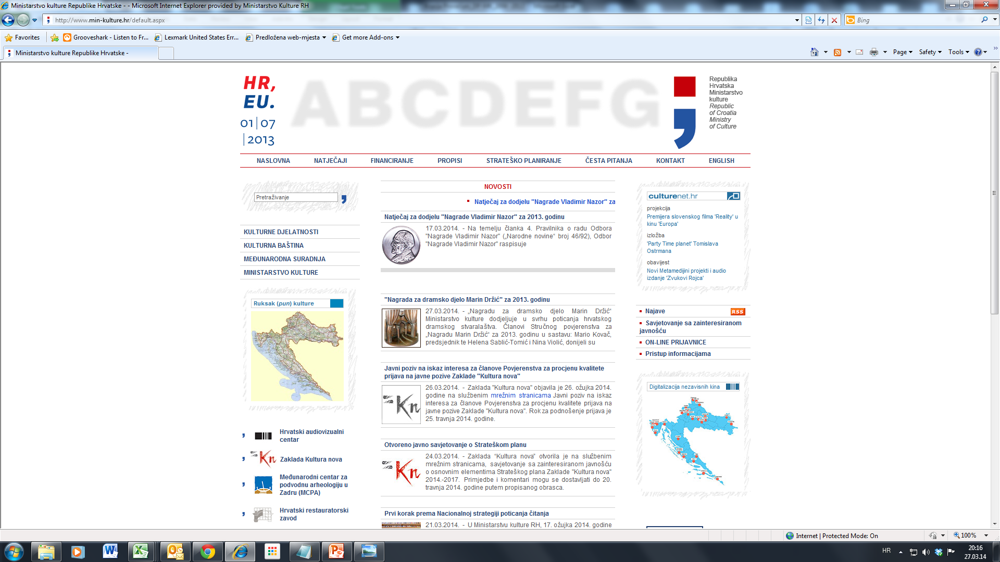 Ministarstvo kulture Republike Hrvatske - - Microsoft Internet Explorer provided by Ministarstvo Kulture RH
http://www.min-kulture.hr/default.aspx
Bing
Favorites
Grooveshark - Listen to Fr...
Lexmark United States Err...
Predložena web-mjesta
Get more Add-ons
Ministarstvo kulture Republike Hrvatske -
Page
Safety
Tools
HR,
EU.
01|07
|2013
ABCDEFG
Republika
Hrvatska
Ministarstvo
kulture
Republic
of Croatia
Ministry
of Culture
NASLOVNA
NATJEČAJI
FINANCIRANJE
PROPISI
STRATEŠKO PLANIRANJE
ČESTA PITANJA
KONTAKT
ENGLISH
Pretraživanje
KULTURNE DJELATNOSTI
KULTURNA BAŠTINA
MEĐUNARODNA SURADNJA
MINISTARSTVO KULTURE
Ruksak (pun) kulture
Hrvatski audiovizualni
centar
Kn
Zaklada Kultura nova
Međunarodni centar za
podvodnu arheologiju u
Zadru (MCPA)
Hrvatski restauratorski
zavod
NOVOSTI
Natječaj za dodjelu "Nagrade Vladimir Nazor" za
Natječaj za dodjelu "Nagrade Vladimir Nazor" za 2013. godinu
17.03.2014. - Na temelju članka 4. Pravilnika o radu Odbora
"Nagrade Vladimir Nazor" („Narodne novine“ broj 46/92), Odbor
"Nagrade Vladimir Nazor" raspisuje
"Nagrada za dramsko djelo Marin Držić" za 2013. godinu
27.03.2014. - „Nagradu za dramsko djelo Marin Držić“
Ministarstvo kulture dodjeljuje u svrhu poticanja hrvatskog
dramskog stvaralaštva. Članovi Stručnog povjerenstva za
„Nagradu Marin Držić“ za 2013. godinu u sastavu: Mario Kovač,
predsjednik te Helena Sablić-Tomić i Nina Violić, donijeli su
Javni poziv na iskaz interesa za članove Povjerenstva za procjenu kvalitete
prijava na javne pozive Zaklade "Kultura nova"
Kn
26.03.2014. - Zaklada "Kultura nova" objavila je 26. ožujka 2014.
godine na službenim mrežnim stranicama Javni poziv na iskaz
interesa za članove Povjerenstva za procjenu kvalitete prijava na
javne pozive Zaklade "Kultura nova". Rok za podnošenje prijava je
25. travnja 2014. godine.
Otvoreno javno savjetovanje o Strateškom planu
Kn
24.03.2014. - Zaklada "Kultura nova" otvorila je na službenim
mrežnim stranicama, savjetovanje sa zainteresiranom javnošću
o osnovnim elementima Strateškog plana Zaklade "Kultura nova"
2014.-2017. Primjedbe i komentari mogu se dostavljati do 20.
travnja 2014. godine putem propisanog obrasca.
Prvi korak prema Nacionalnoj strategiji poticanja čitanja
21.03.2014. - U Ministarstvu kulture RH, 17. ožujka 2014. godine
culturenet.hr
projekcija
Premijera slovenskog filma 'Reality' u
kinu 'Europa'
izložba
'Party Time planet' Tomislava
Ostrmana
obavijest
Novi Metamedijini projekti i audio
izdanje 'Zvukovi Rojca'
Najave
RSS
Savjetovanje sa zainteresiranom
javnošću
ON-LINE PRIJAVNICE
Pristup informacijama
Digitalizacija nezavisnih kina
Internet | Protected Mode: On
100%
HR
20:16
27.03.14